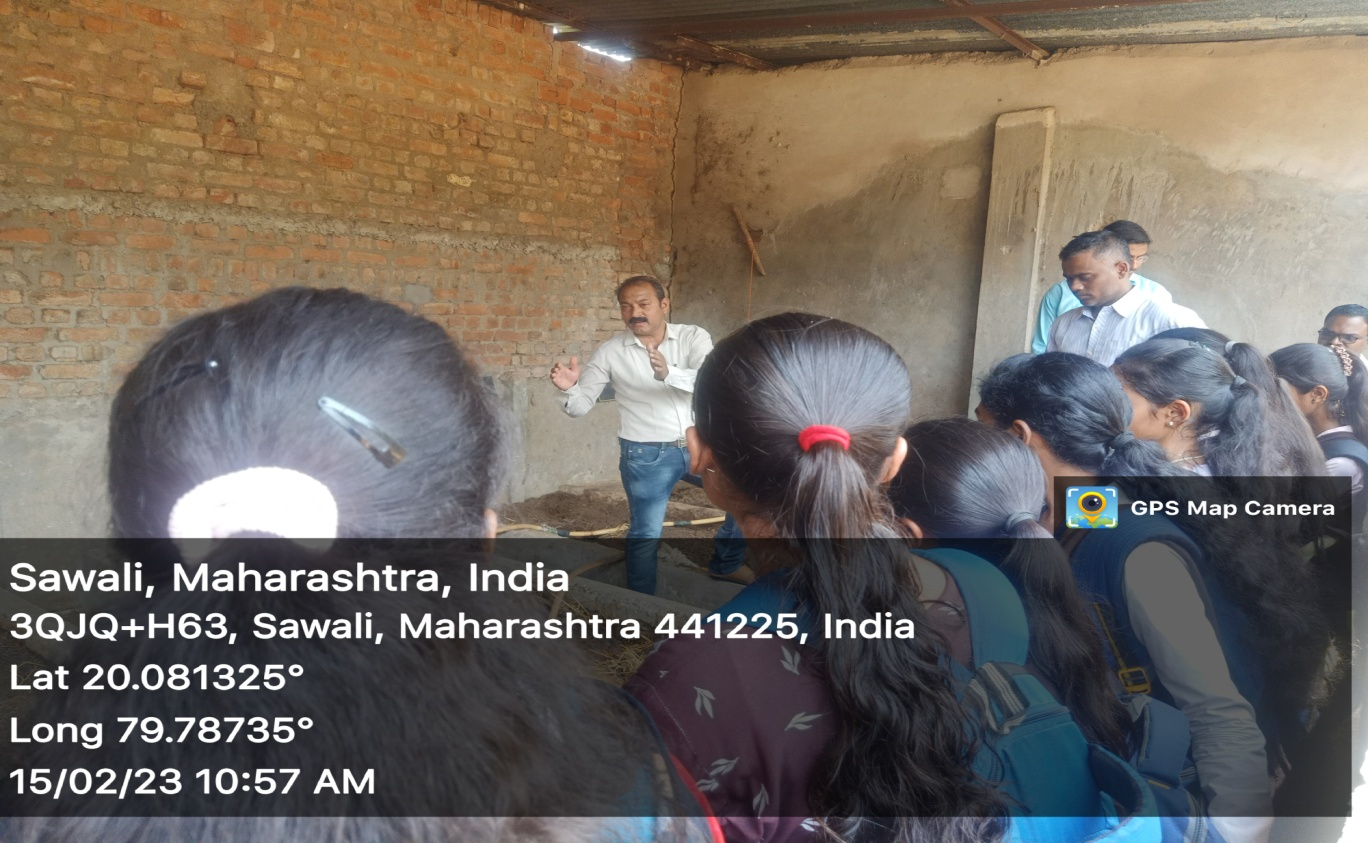 GPS Map Camera
Sawali, Maharashtra, India
3QJQ+H63, Sawali, Maharashtra 441225, India
Lat 20.081325°
Long 79.78735°
15/02/23 10:57 AM